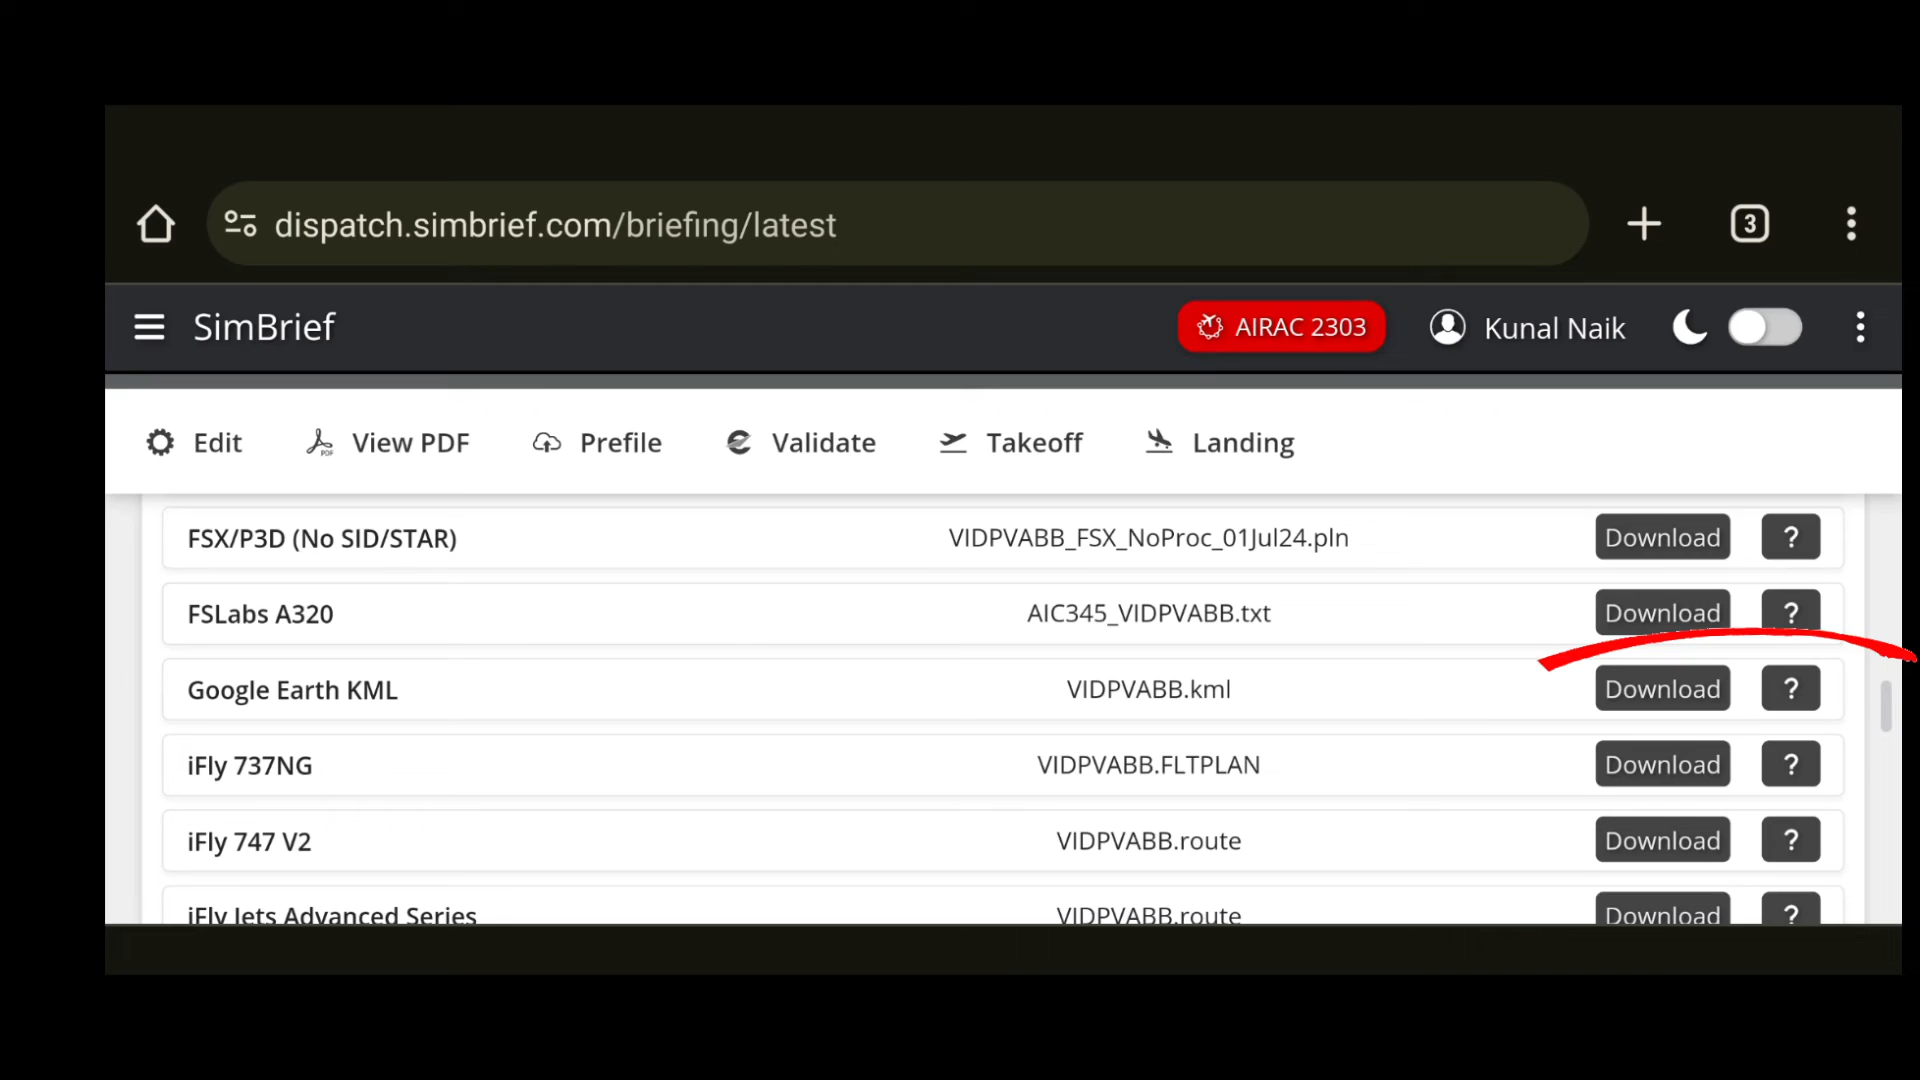 dispatch.simbrief.com/briefing/latest
3
SimBrief
AIRAC 2303
Kunal Naik
Edit
View PDF
Prefile
Validate
Takeoff
Landing
FSX/P3D (No SID/STAR) VIDPVABB_FSX_NoProc_01Jul24.pln Download ?
FSLabs A320 AIC345_VIDPVABB.txt Download ?
Google Earth KML VIDPVABB.kml Download ?
iFly 737NG VIDPVABB.FLTPLAN Download ?
iFly 747 V2 VIDPVABB.route Download ?
iFly Jets Advanced Series VIDPVABB.route Download ?